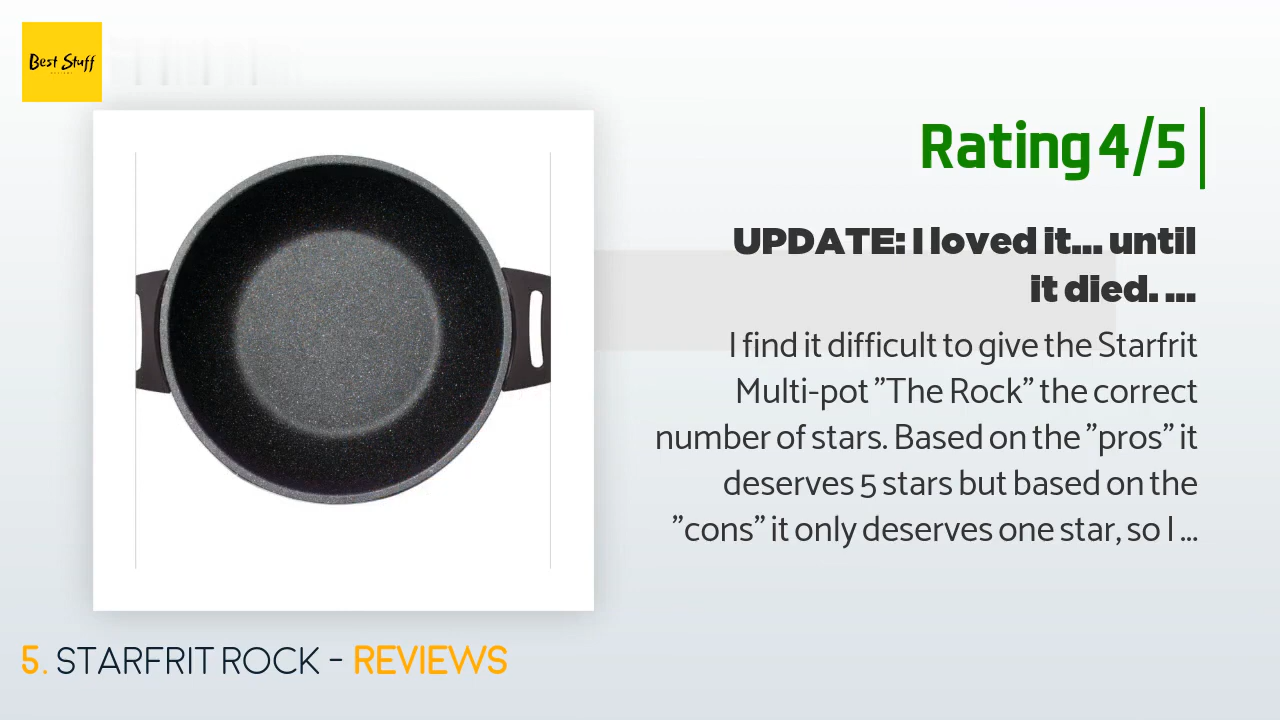 Best Stuff
Rating 4/5
UPDATE: I loved it... until
it died. ...
I find it difficult to give the Starfrit
Multi-pot ”The Rock” the correct
number of stars. Based on the ”pros” it
deserves 5 stars but based on the
”cons” it only deserves one star, so I ...
5. STARFRIT ROCK - REVIEWS